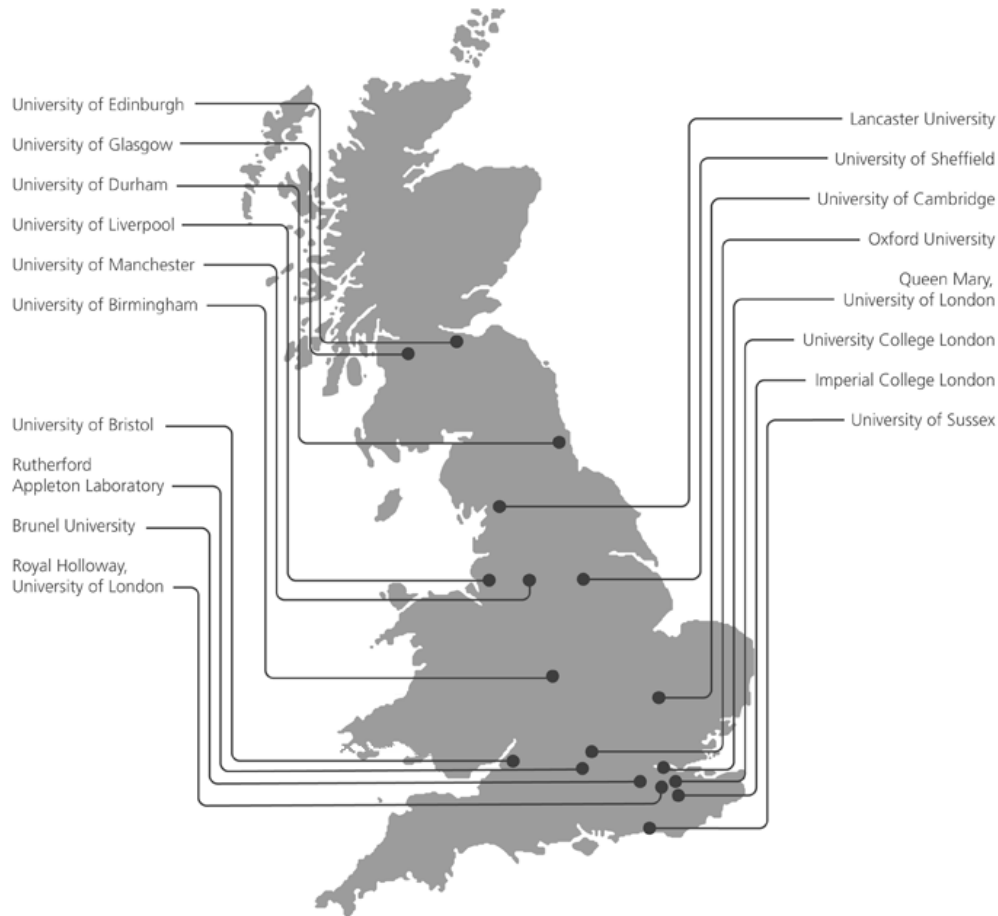 University of Edinburgh
University of Glasgow
University of Durham
University of Liverpool
University of Manchester
University of Birmingham
University of Bristol
Rutherford
Appleton Laboratory
Brunel University
Royal Holloway,
University of London
Lancaster University
University of Sheffield
University of Cambridge
Oxford University
Queen Mary,
University of London
University College London
Imperial College London
University of Sussex